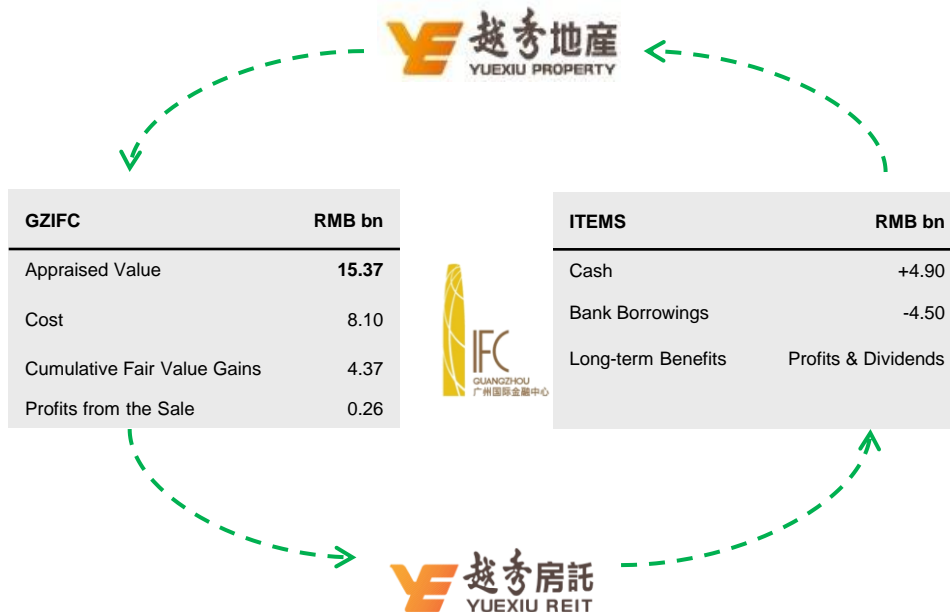 越秀地産
YUEXIU PROPERTY
GZIFC RMB bn
Appraised Value 15.37
Cost 8.10
Cumulative Fair Value Gains 4.37
Profits from the Sale 0.26
IFC
GUANGZHOU
广州国际金融中心
ITEMS RMB bn
Cash +4.90
Bank Borrowings -4.50
Long-term Benefits Profits & Dividends
越秀房託
YUEXIU REIT